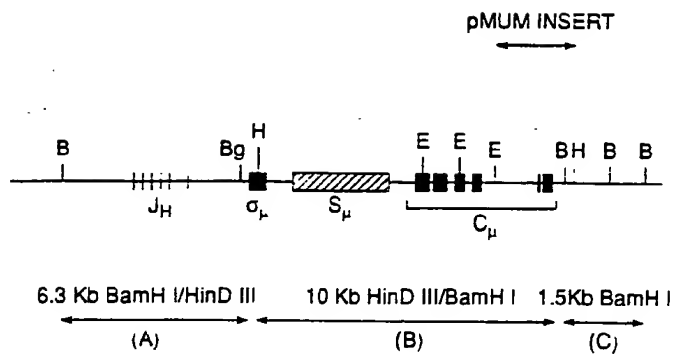 pMUM INSERT
B Bg H E E E B H B B
J_H σ_μ S_μ C_μ
6.3 Kb BamH I/HinD III 10 Kb HinD III/BamH I 1.5Kb BamH I
(A) (B) (C)